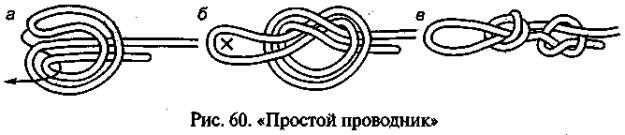 а б в
Рис. 60. «Простой проводник»